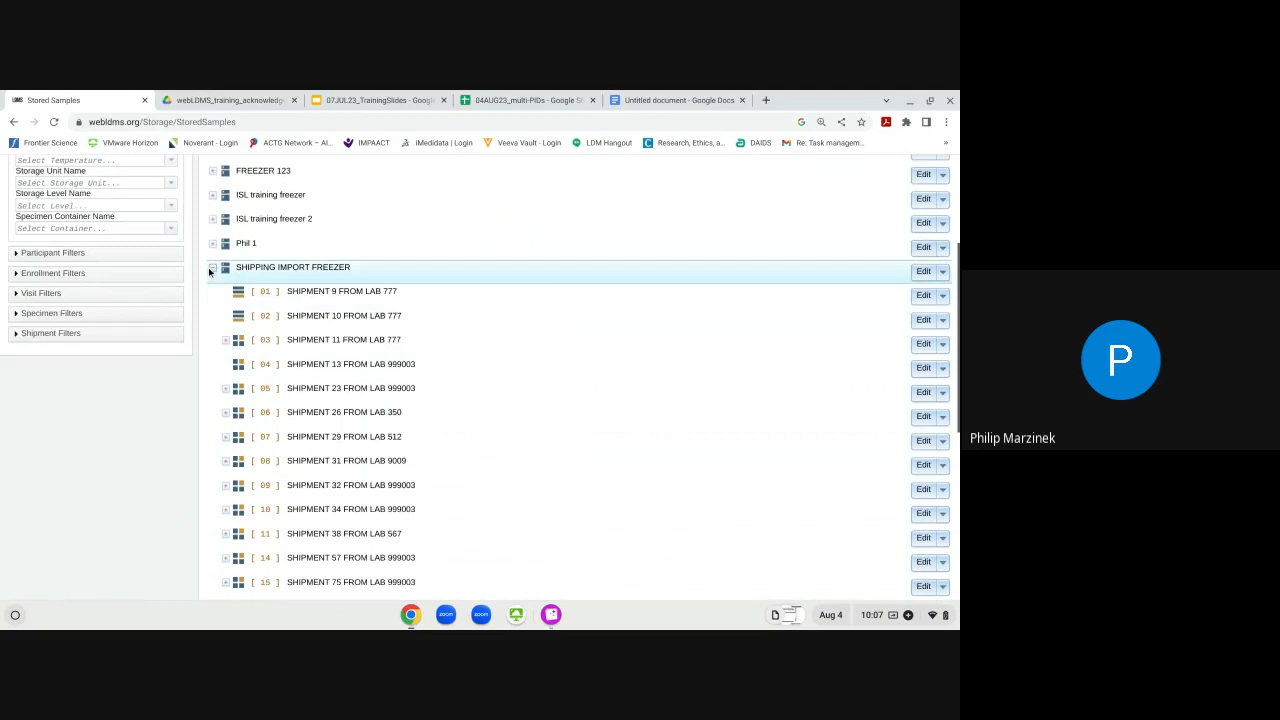 Stored Samples
webLDMS_training_acknowledg
07JUL23_TrainingSlides - Google
04AUG23_multi-PIDs - Google Sh
Untitled document - Google Docs
webldms.org/Storage/StoredSamples
Frontier Science
VMware Horizon
Noverant - Login
ACTG Network – Al...
IMPAACT
iMedidata | Login
Veeva Vault - Login
LDM Hangout
Research, Ethics, a...
DAIDS
Re: Task managem...
»
Select Temperature...
Storage Unit Name
Select Storage Unit...
Storage Level Name
Select Level...
Specimen Container Name
Select Container...
Participant Filters
Enrollment Filters
Visit Filters
Specimen Filters
Shipment Filters
FREEZER 123 Edit
ISL training freezer Edit
ISL training freezer 2 Edit
Phil 1 Edit
SHIPPING IMPORT FREEZER Edit
[ 01 ] SHIPMENT 9 FROM LAB 777 Edit
[ 02 ] SHIPMENT 10 FROM LAB 777 Edit
[ 03 ] SHIPMENT 11 FROM LAB 777 Edit
[ 04 ] SHIPMENT 13 FROM LAB 999003 Edit
[ 05 ] SHIPMENT 23 FROM LAB 999003 Edit
[ 06 ] SHIPMENT 26 FROM LAB 350 Edit
[ 07 ] SHIPMENT 29 FROM LAB 512 Edit
[ 08 ] SHIPMENT 31 FROM LAB 9009 Edit
[ 09 ] SHIPMENT 32 FROM LAB 999003 Edit
[ 10 ] SHIPMENT 34 FROM LAB 999003 Edit
[ 11 ] SHIPMENT 38 FROM LAB 567 Edit
[ 14 ] SHIPMENT 57 FROM LAB 999003 Edit
[ 15 ] SHIPMENT 75 FROM LAB 999003 Edit
zoom
zoom
Aug 4
10:07
P
Philip Marzinek